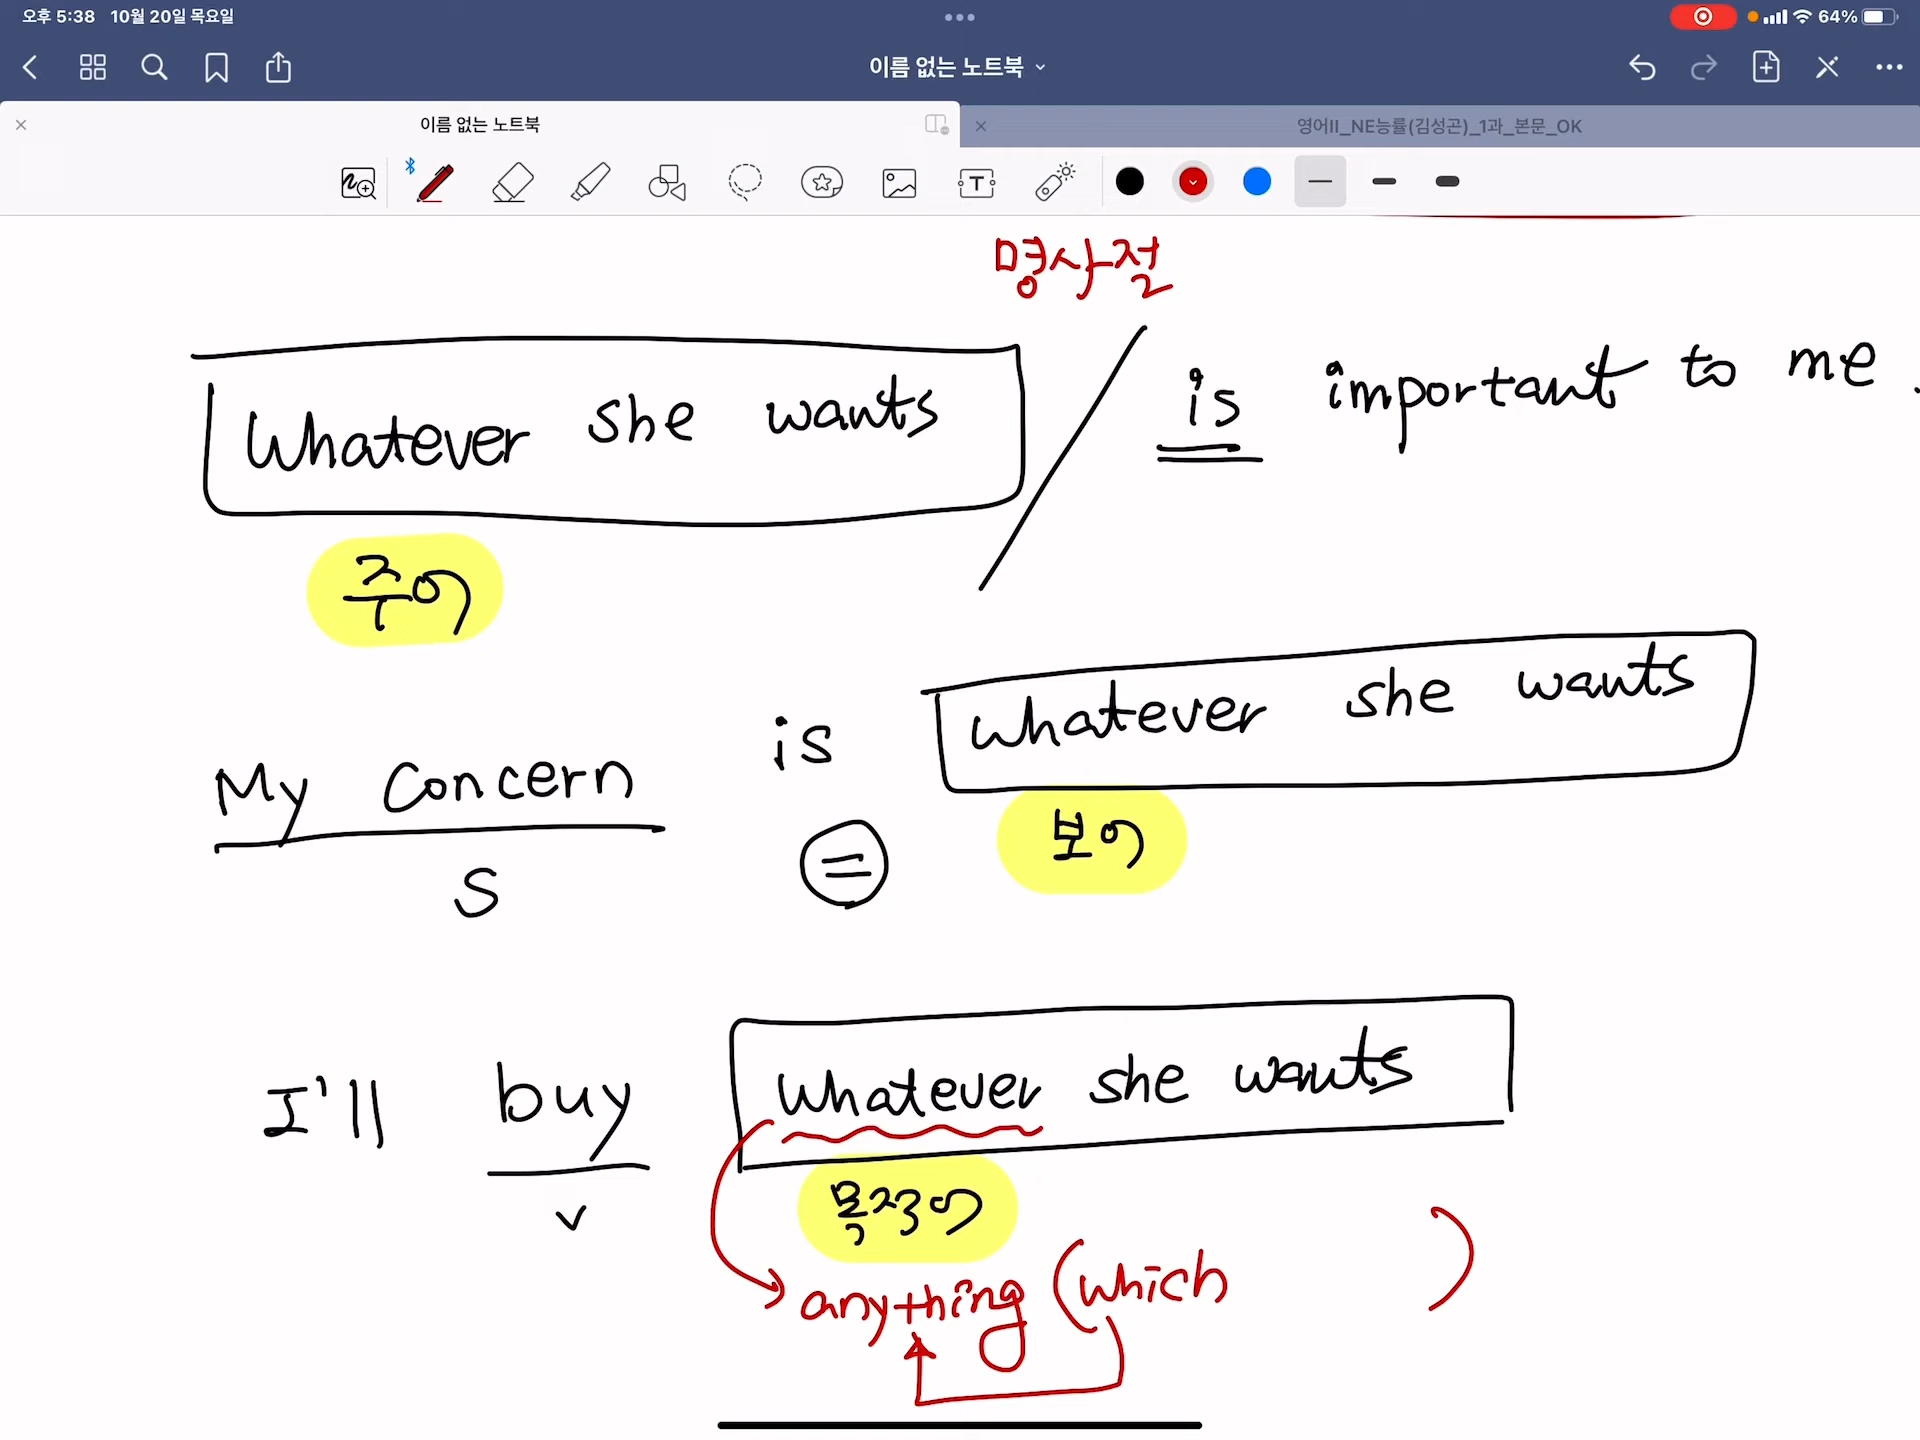 오후 5:38 10월 20일 목요일
64%
이름 없는 노트북
이름 없는 노트북
영어II_NE능률(김성곤)_1과_본문_OK
명사절
Whatever she wants / is important to me.
주어
My concern is whatever she wants
S = 보어
I'll buy whatever she wants
v 목적어
anything (which )